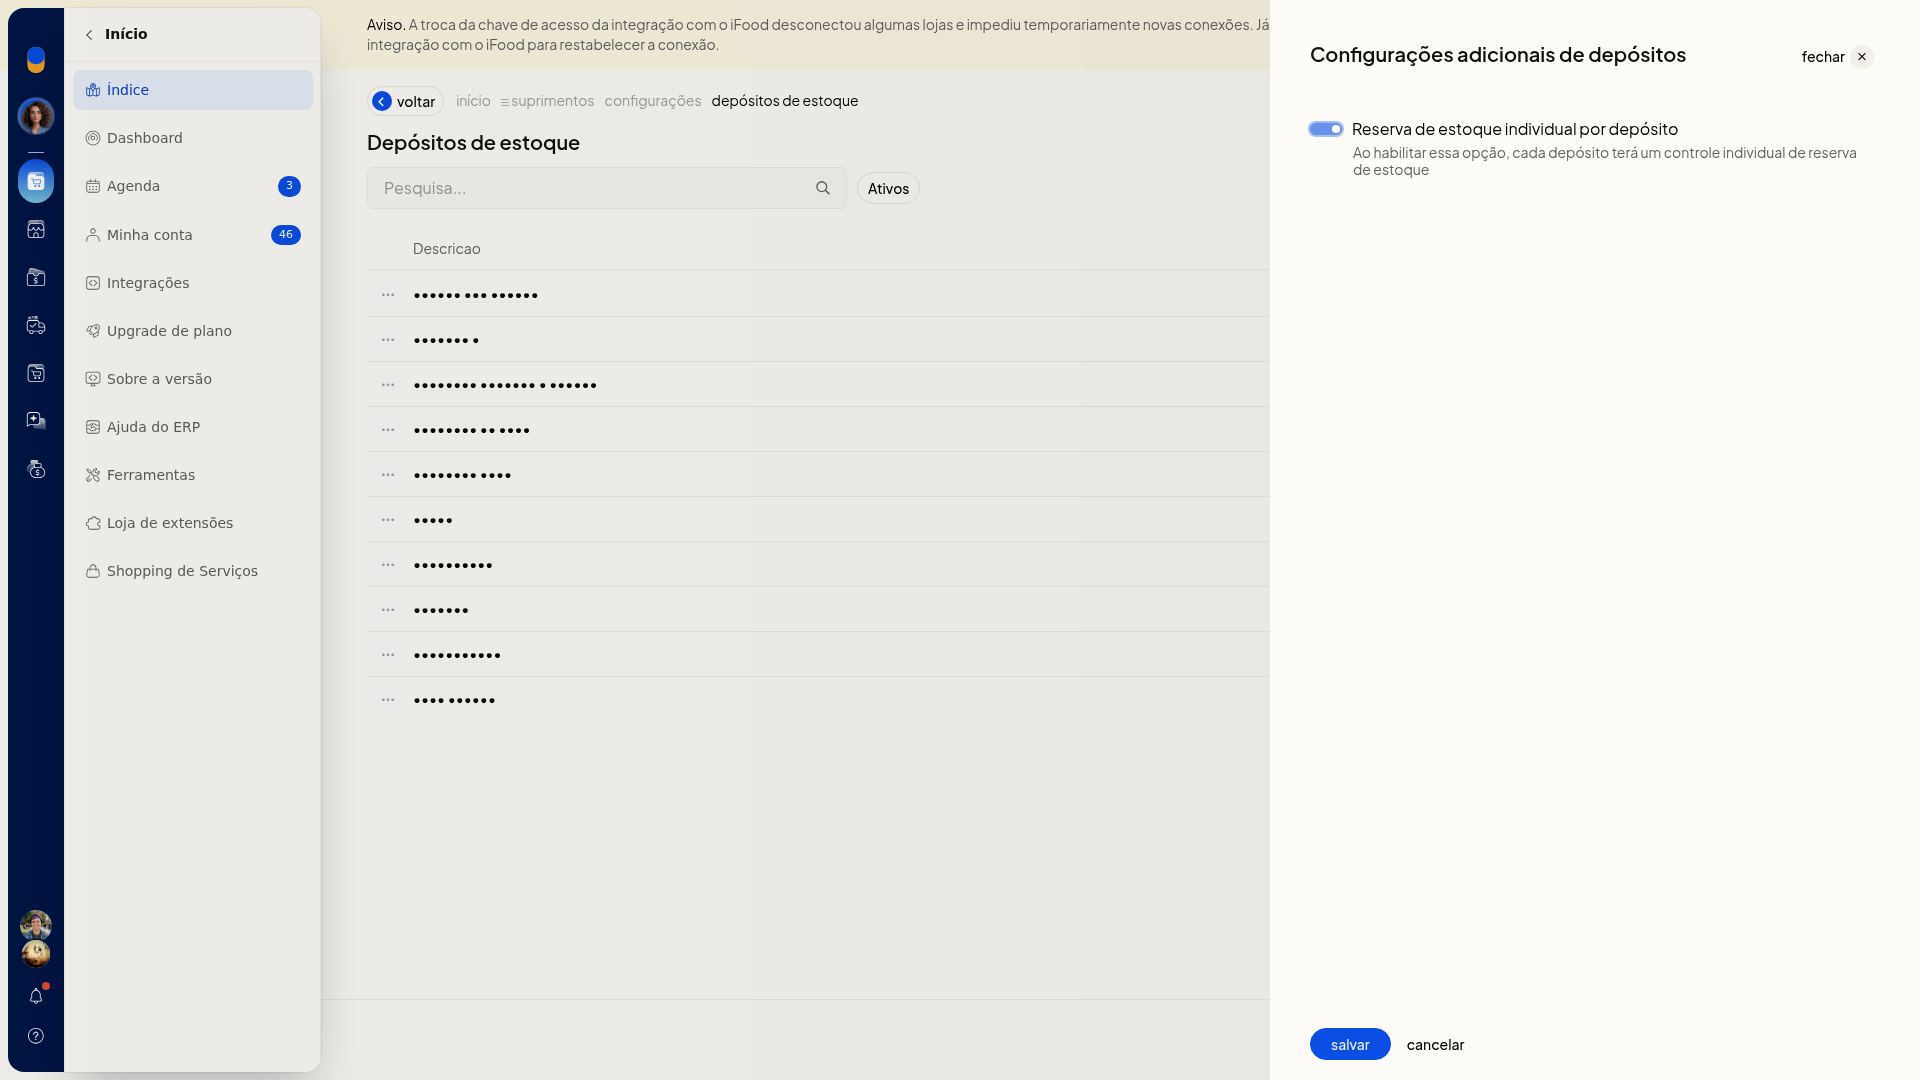 Início
Índice
Dashboard
Agenda
3
Minha conta
46
Integrações
Upgrade de plano
Sobre a versão
Ajuda do ERP
Ferramentas
Loja de extensões
Shopping de Serviços
Aviso. A troca da chave de acesso da integração com o iFood desconectou algumas lojas e impediu temporariamente novas conexões. Já
integração com o iFood para restabelecer a conexão.
voltar
início
suprimentos
configurações
depósitos de estoque
Depósitos de estoque
Pesquisa...
Ativos
Descricao
•••••• ••• ••••••
••••••• •
•••••••• ••••••• • ••••••
•••••••• •• ••••
•••••••• ••••
•••••
••••••••••
•••••••
•••••••••••
•••• ••••••
Configurações adicionais de depósitos
fechar
Reserva de estoque individual por depósito
Ao habilitar essa opção, cada depósito terá um controle individual de reserva
de estoque
salvar
cancelar